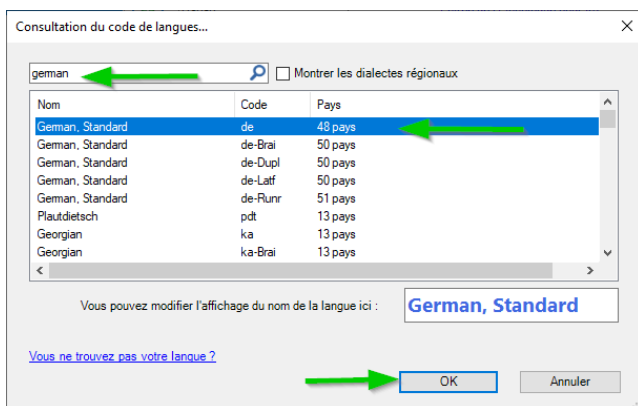 Consultation du code de langues...
german
Montrer les dialectes régionaux
Nom Code Pays
German, Standard de 48 pays
German, Standard de-Brai 50 pays
German, Standard de-Dupl 50 pays
German, Standard de-Latf 50 pays
German, Standard de-Runr 51 pays
Plautdietsch pdt 13 pays
Georgian ka 13 pays
Georgian ka-Brai 13 pays
Vous pouvez modifier l'affichage du nom de la langue ici : German, Standard
Vous ne trouvez pas votre langue ?
OK Annuler